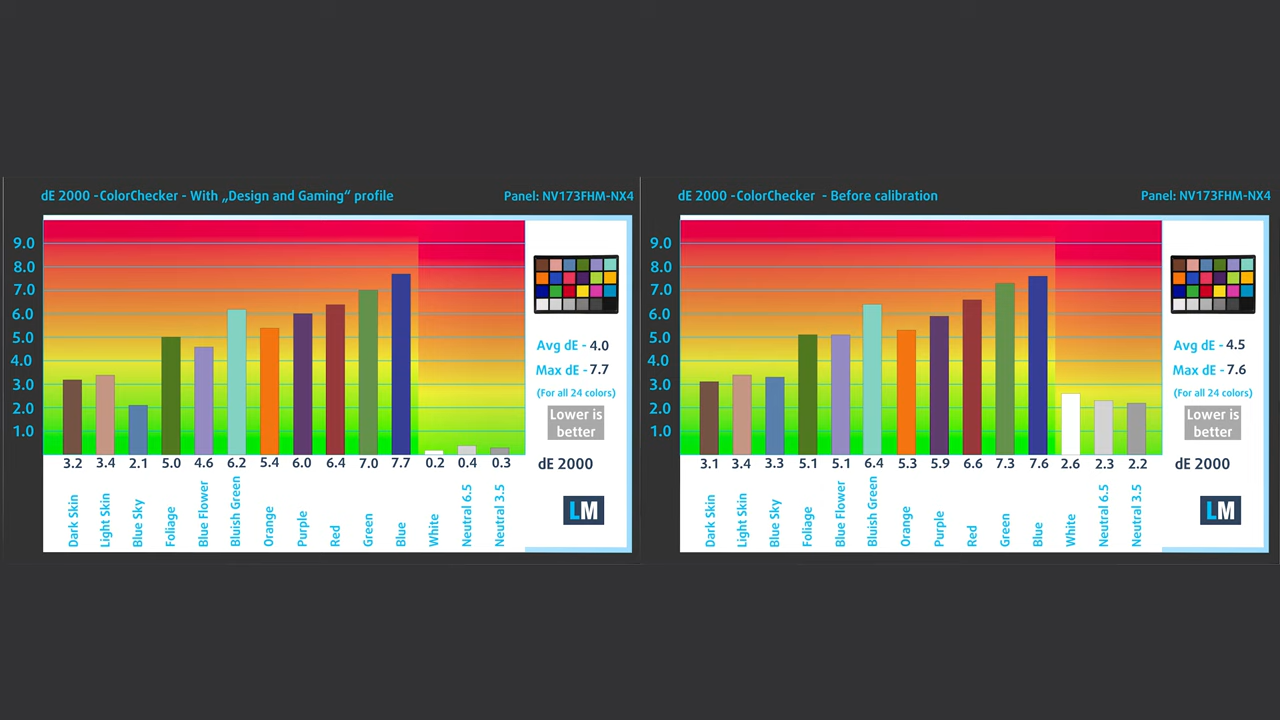 dE 2000 -ColorChecker - With „Design and Gaming“ profile
Panel: NV173FHM-NX4
9.0
8.0
7.0
6.0
5.0
4.0
3.0
2.0
1.0
Avg dE - 4.0
Max dE - 7.7
(For all 24 colors)
Lower is
better
3.2 3.4 2.1 5.0 4.6 6.2 5.4 6.0 6.4 7.0 7.7 0.2 0.4 0.3
dE 2000
Dark Skin
Light Skin
Blue Sky
Foliage
Blue Flower
Bluish Green
Orange
Purple
Red
Green
Blue
White
Neutral 6.5
Neutral 3.5
LM
dE 2000 -ColorChecker - Before calibration
Panel: NV173FHM-NX4
9.0
8.0
7.0
6.0
5.0
4.0
3.0
2.0
1.0
Avg dE - 4.5
Max dE - 7.6
(For all 24 colors)
Lower is
better
3.1 3.4 3.3 5.1 5.1 6.4 5.3 5.9 6.6 7.3 7.6 2.6 2.3 2.2
dE 2000
Dark Skin
Light Skin
Blue Sky
Foliage
Blue Flower
Bluish Green
Orange
Purple
Red
Green
Blue
White
Neutral 6.5
Neutral 3.5
LM